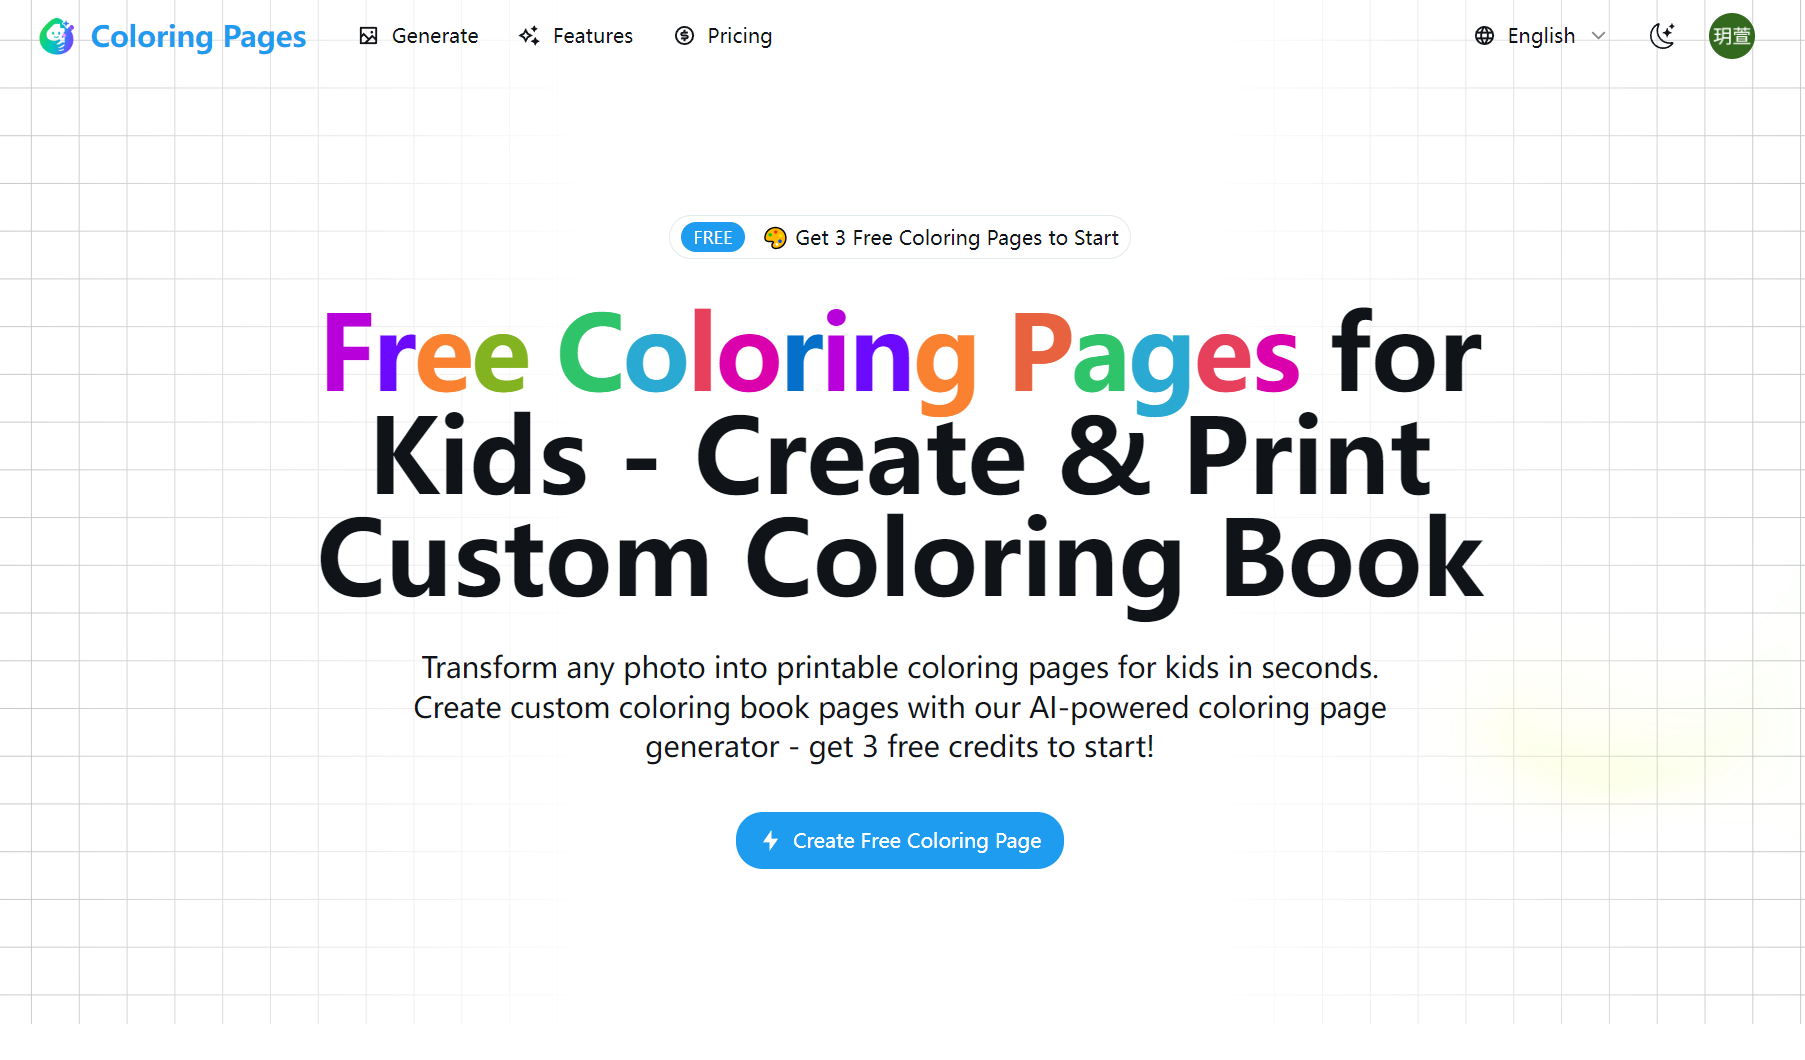 Coloring Pages
Generate
Features
Pricing
English
玥萱
FREE
Get 3 Free Coloring Pages to Start
Free Coloring Pages for
Kids - Create & Print
Custom Coloring Book
Transform any photo into printable coloring pages for kids in seconds.
Create custom coloring book pages with our AI-powered coloring page
generator - get 3 free credits to start!
Create Free Coloring Page